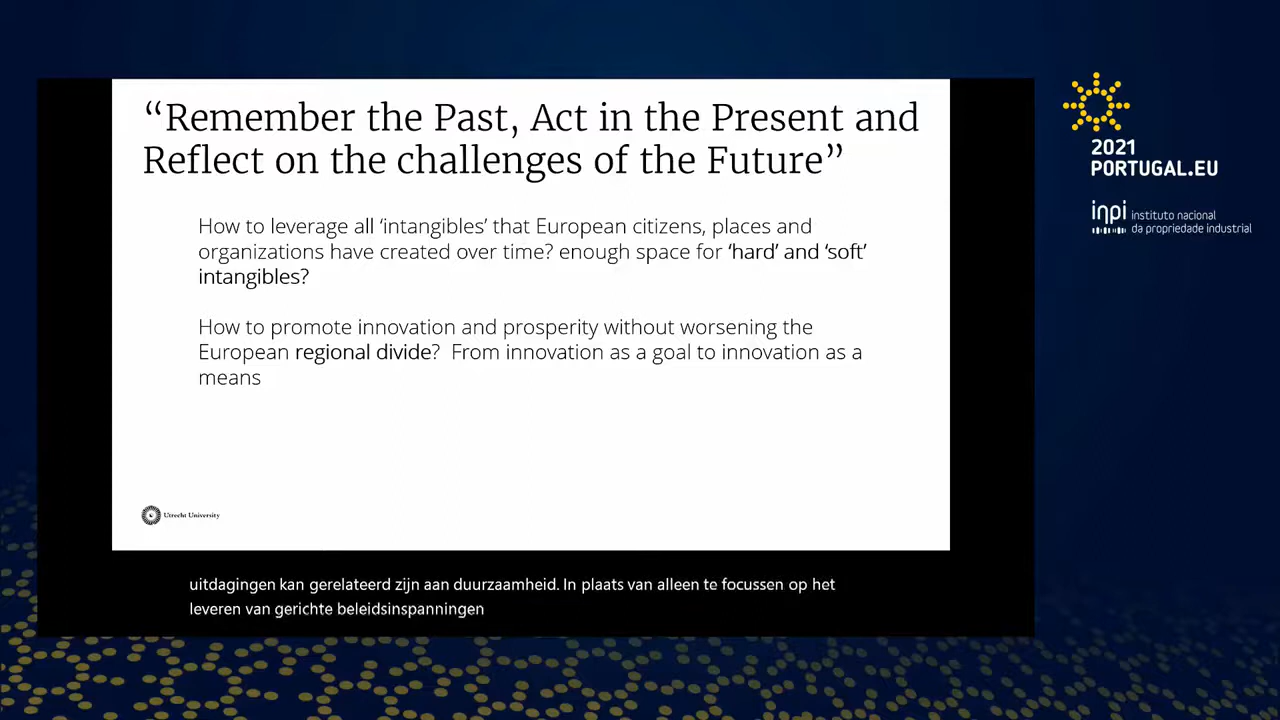 “Remember the Past, Act in the Present and
Reflect on the challenges of the Future”
How to leverage all ‘intangibles’ that European citizens, places and
organizations have created over time? enough space for ‘hard’ and ‘soft’
intangibles?
How to promote innovation and prosperity without worsening the
European regional divide? From innovation as a goal to innovation as a
means
Utrecht University
uitdagingen kan gerelateerd zijn aan duurzaamheid. In plaats van alleen te focussen op het
leveren van gerichte beleidsinspanningen
2021
PORTUGAL.EU
inpi instituto nacional
da propriedade industrial